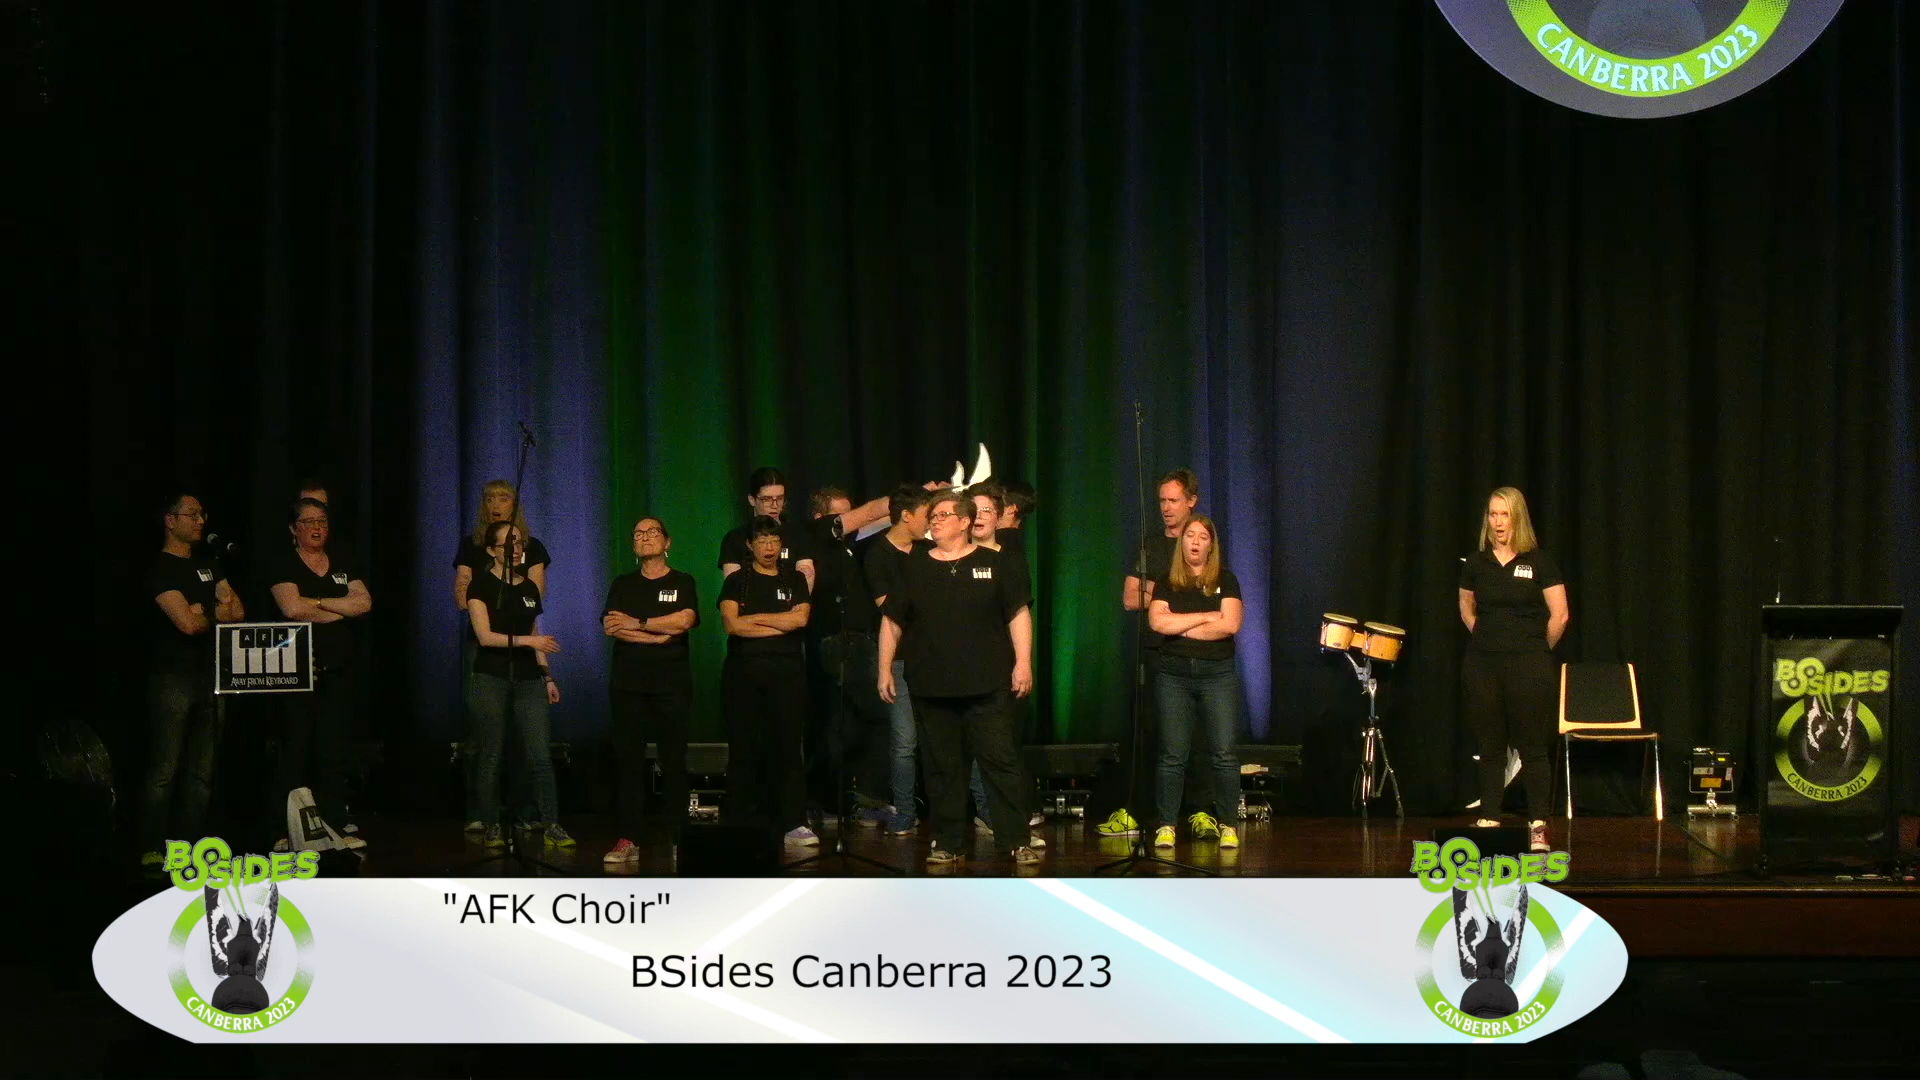 CANBERRA 2023
A F K
AWAY FROM KEYBOARD
BSIDES
CANBERRA 2023
BSIDES
CANBERRA 2023
"AFK Choir"
BSides Canberra 2023
BSIDES
CANBERRA 2023